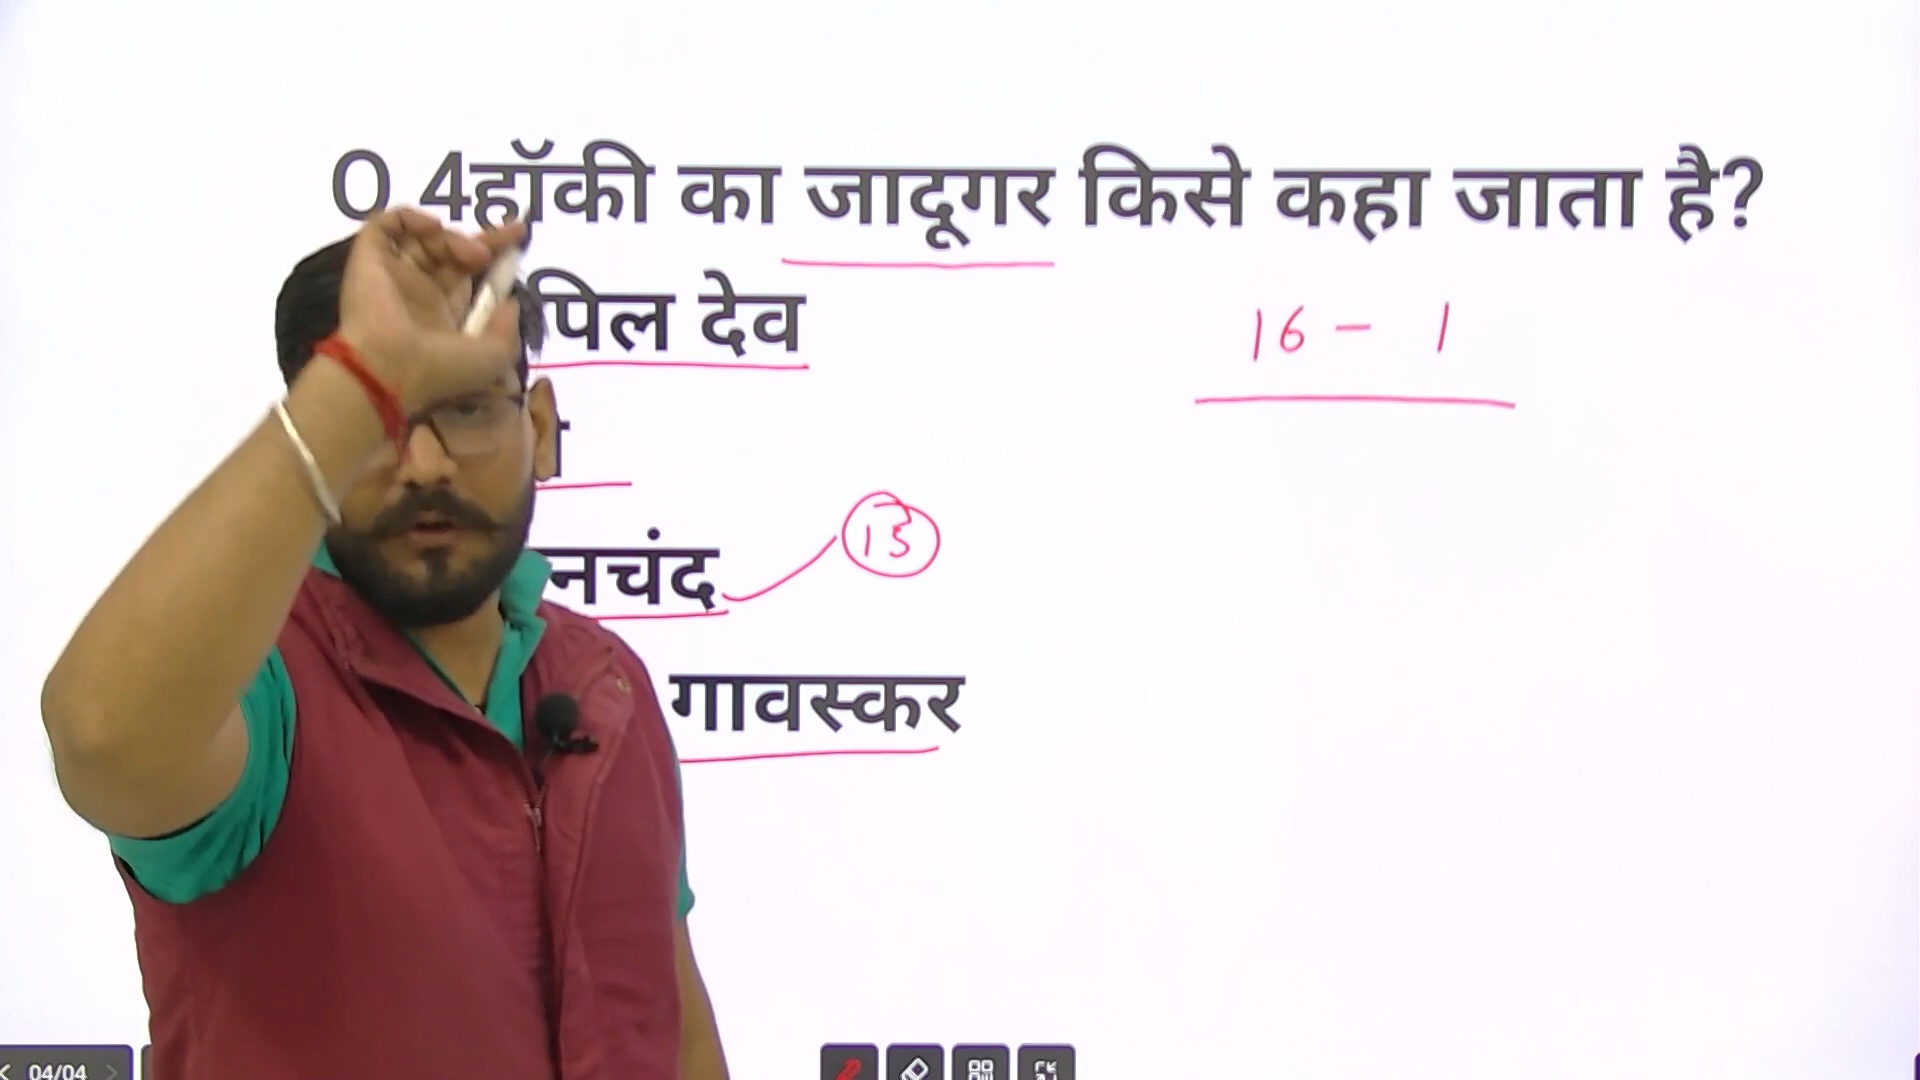 Q 4हॉकी का जादूगर किसे कहा जाता है?
पिल देव
16 - 1
नचंद
15
गावस्कर
04/04